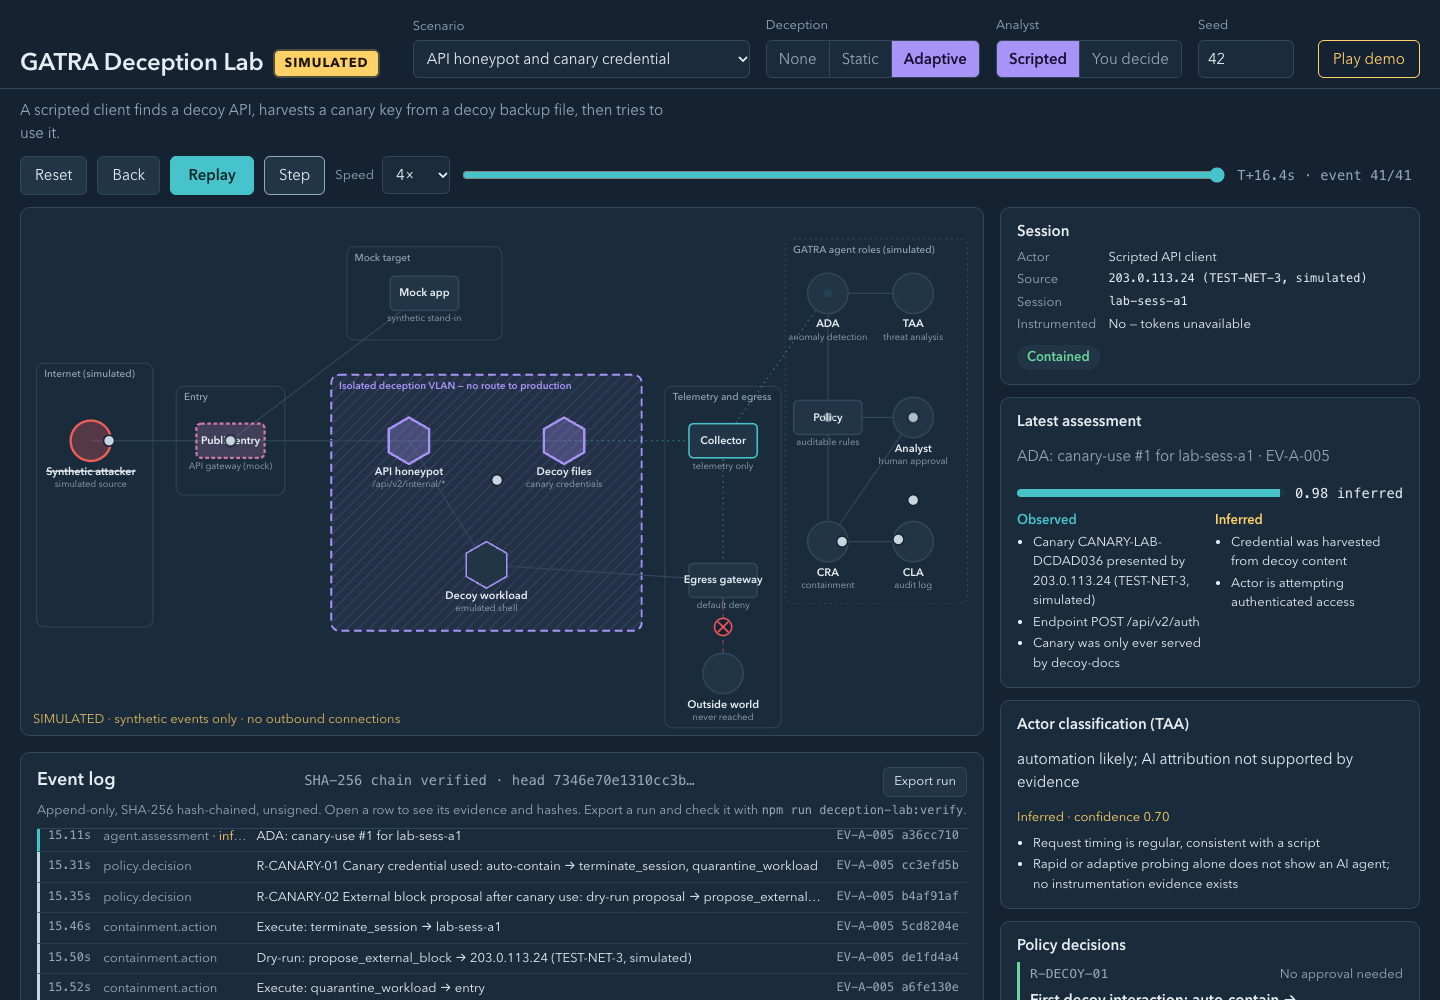 GATRA Deception Lab
SIMULATED
Scenario
API honeypot and canary credential
Deception
None
Static
Adaptive
Analyst
Scripted
You decide
Seed
42
Play demo
A scripted client finds a decoy API, harvests a canary key from a decoy backup file, then tries to
use it.
Reset
Back
Replay
Step
Speed
4×
T+16.4s · event 41/41
Mock target
Mock app
synthetic stand-in
GATRA agent roles (simulated)
ADA
anomaly detection
TAA
threat analysis
Internet (simulated)
Synthetic attacker
simulated source
Entry
Public entry
API gateway (mock)
Isolated deception VLAN — no route to production
API honeypot
/api/v2/internal/*
Decoy files
canary credentials
Decoy workload
emulated shell
Telemetry and egress
Collector
telemetry only
Policy
auditable rules
Analyst
human approval
CRA
containment
CLA
audit log
Egress gateway
default deny
Outside world
never reached
SIMULATED · synthetic events only · no outbound connections
Session
Actor Scripted API client
Source 203.0.113.24 (TEST-NET-3, simulated)
Session lab-sess-a1
Instrumented No — tokens unavailable
Contained
Latest assessment
ADA: canary-use #1 for lab-sess-a1 · EV-A-005
0.98 inferred
Observed
• Canary CANARY-LAB-
DCDAD036 presented by
203.0.113.24 (TEST-NET-3,
simulated)
• Endpoint POST /api/v2/auth
• Canary was only ever served
by decoy-docs
Inferred
• Credential was harvested
from decoy content
• Actor is attempting
authenticated access
Actor classification (TAA)
automation likely; AI attribution not supported by
evidence
Inferred · confidence 0.70
• Request timing is regular, consistent with a script
• Rapid or adaptive probing alone does not show an AI agent;
no instrumentation evidence exists
Policy decisions
R-DECOY-01 No approval needed
First decoy interaction: auto-contain →
Event log
SHA-256 chain verified · head 7346e70e1310cc3b…
Export run
Append-only, SHA-256 hash-chained, unsigned. Open a row to see its evidence and hashes. Export a run and check it with npm run deception-lab:verify.
15.11s agent.assessment · inf… ADA: canary-use #1 for lab-sess-a1 EV-A-005 a36cc710
15.31s policy.decision R-CANARY-01 Canary credential used: auto-contain → terminate_session, quarantine_workload EV-A-005 cc3efd5b
15.35s policy.decision R-CANARY-02 External block proposal after canary use: dry-run proposal → propose_external… EV-A-005 b4af91af
15.46s containment.action Execute: terminate_session → lab-sess-a1 EV-A-005 5cd8204e
15.50s containment.action Dry-run: propose_external_block → 203.0.113.24 (TEST-NET-3, simulated) EV-A-005 de1fd4a4
15.52s containment.action Execute: quarantine_workload → entry EV-A-005 a6fe130e